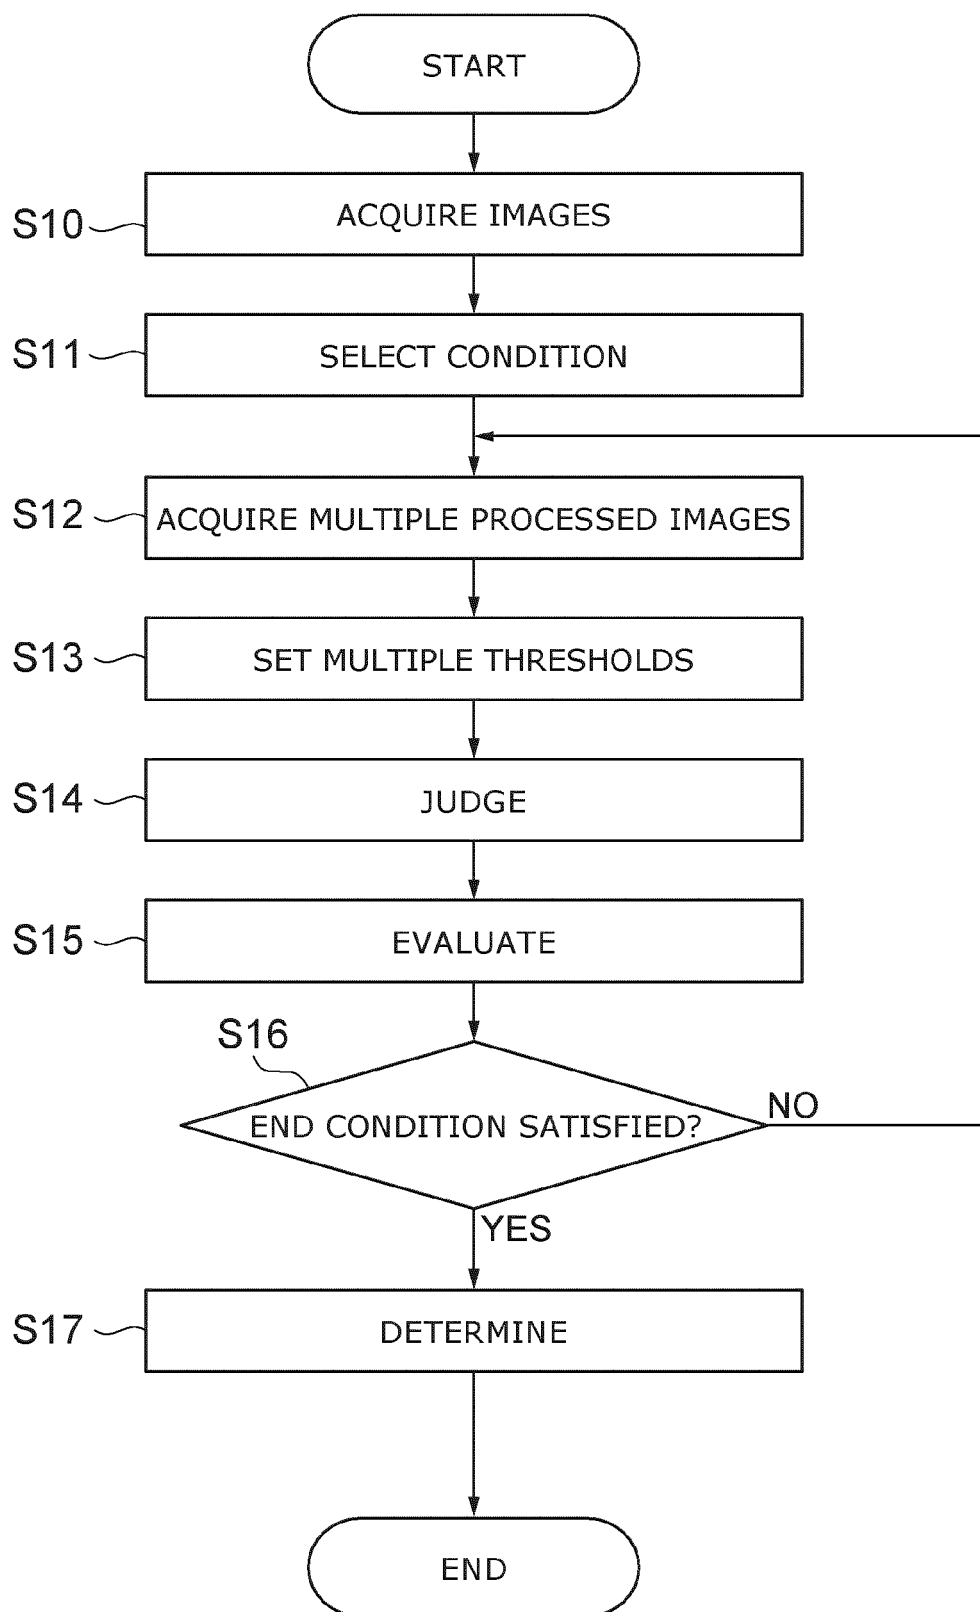 START
S10
ACQUIRE IMAGES
S11
SELECT CONDITION
S12
ACQUIRE MULTIPLE PROCESSED IMAGES
S13
SET MULTIPLE THRESHOLDS
S14
JUDGE
S15
EVALUATE
S16
END CONDITION SATISFIED?
NO
YES
S17
DETERMINE
END